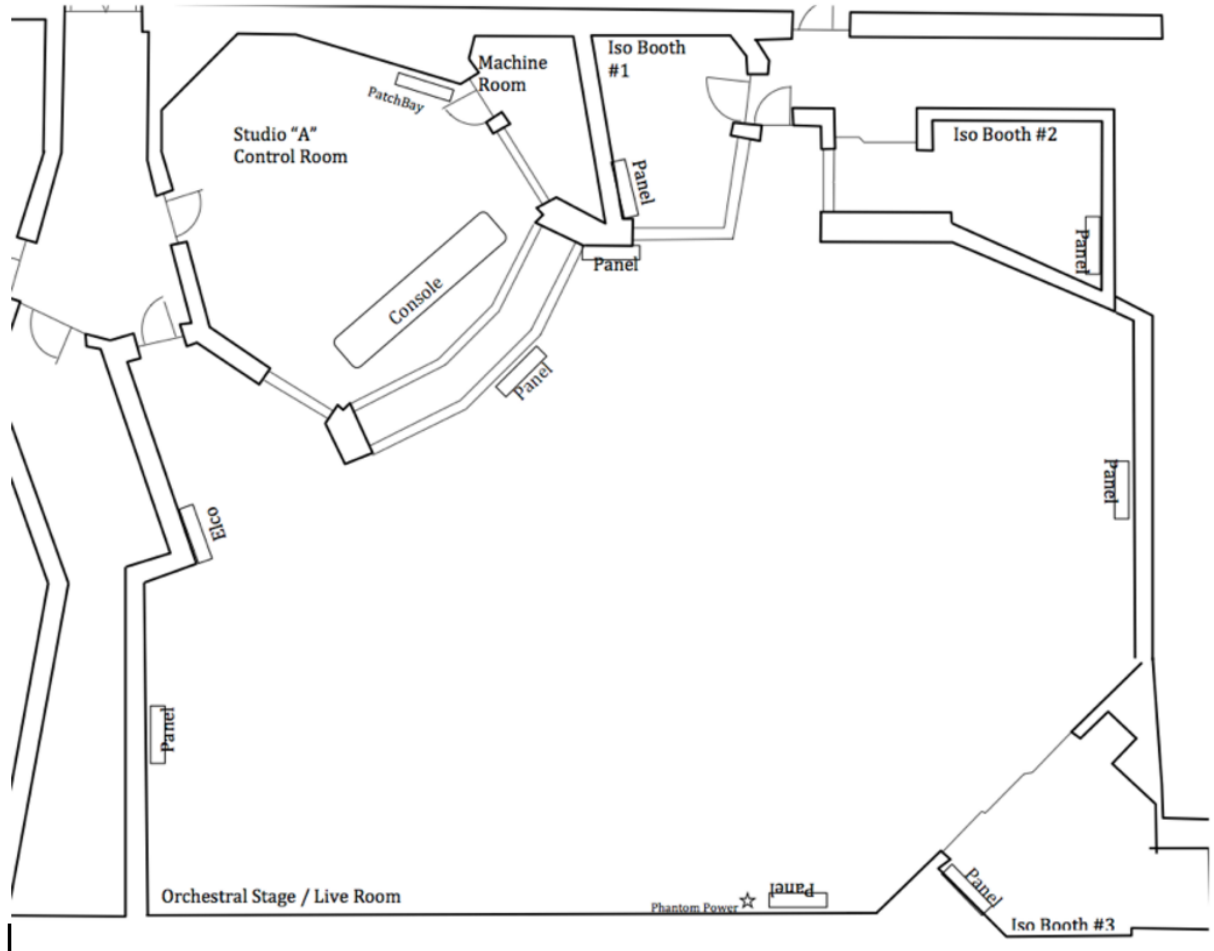 Iso Booth
#1
Machine
Room
PatchBay
Studio "A"
Control Room
Iso Booth #2
Panel
Panel
Panel
Console
Panel
Panel
Elco
Panel
Orchestral Stage / Live Room
Phantom Power
Panel
Panel
Iso Booth #3